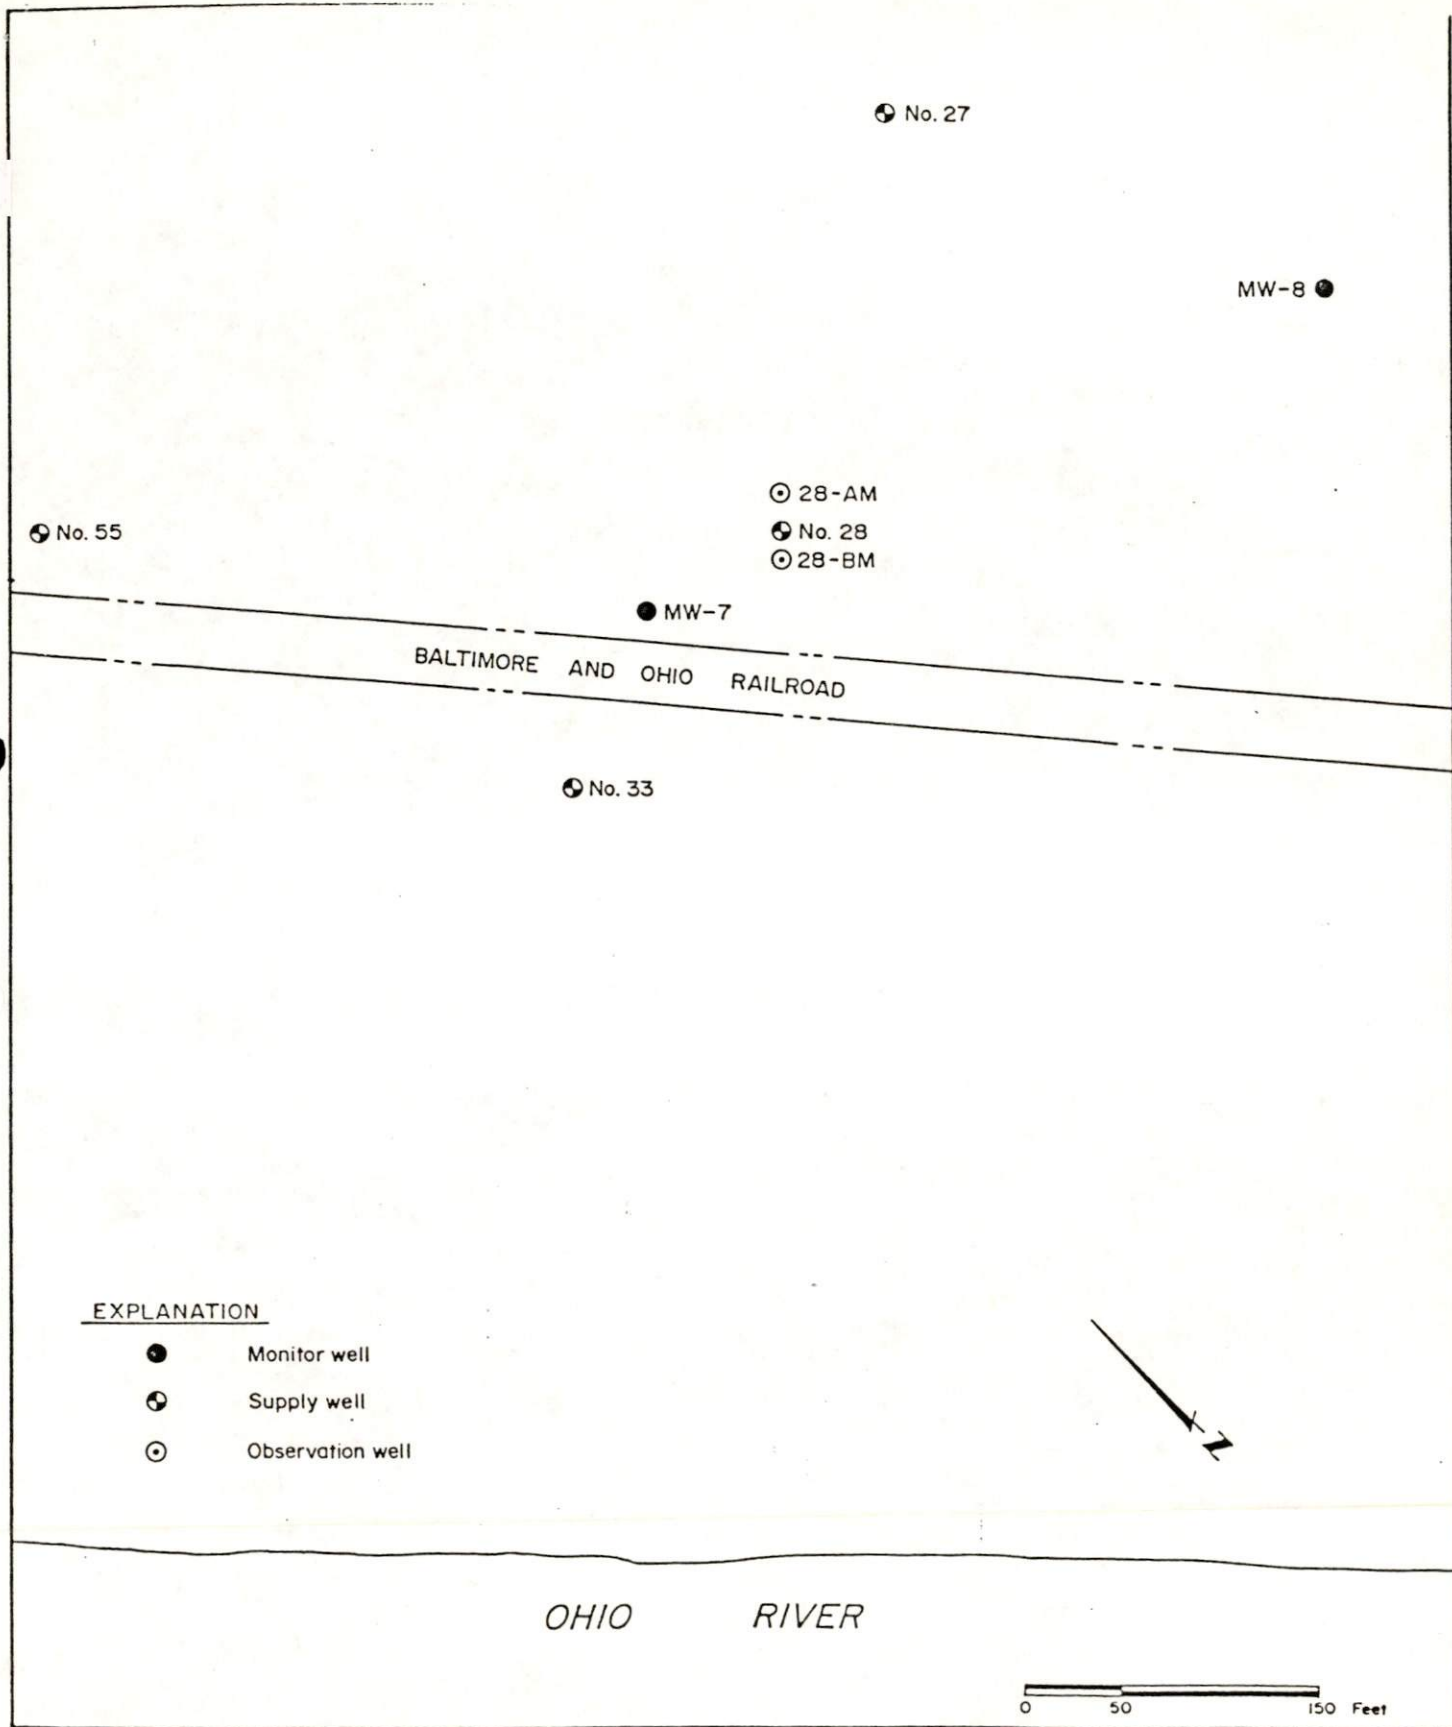 No. 27
MW-8
28-AM
No. 28
28-BM
No. 55
MW-7
BALTIMORE AND OHIO RAILROAD
No. 33
EXPLANATION
Monitor well
Supply well
Observation well
N
OHIO RIVER
0 50 150 Feet